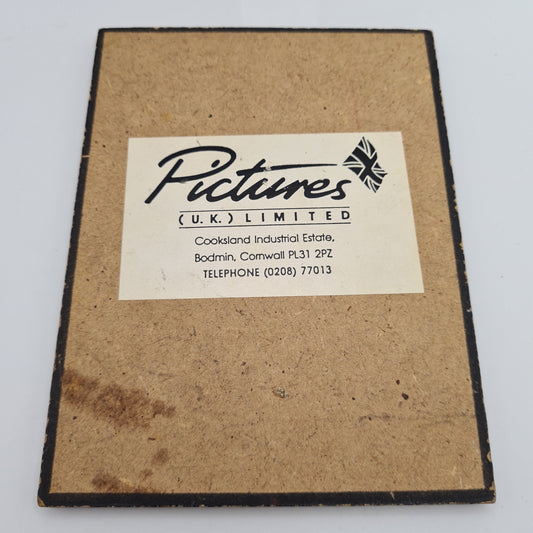 Pictures
(U.K.) LIMITED
Cooksland Industrial Estate,
Bodmin, Cornwall PL31 2PZ
TELEPHONE (0208) 77013